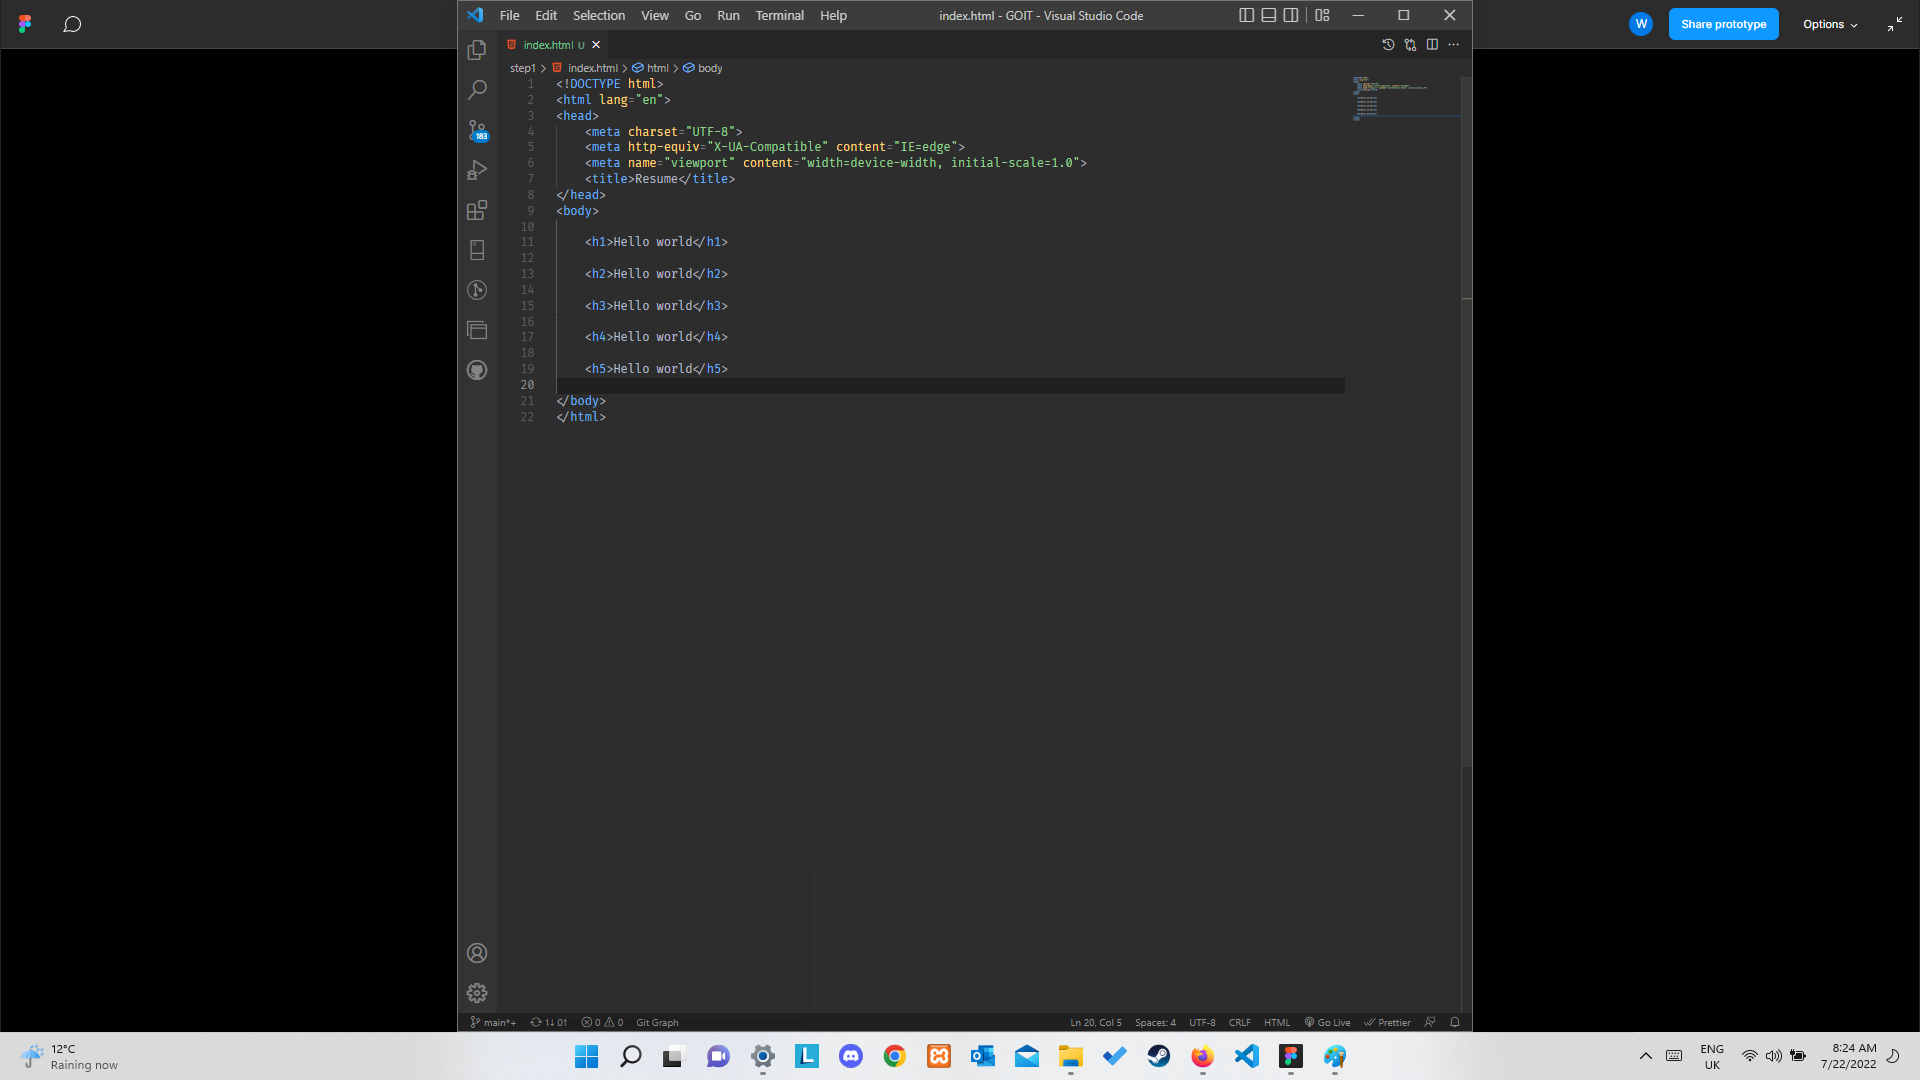 File Edit Selection View Go Run Terminal Help
index.html - GOIT - Visual Studio Code
W
Share prototype
Options
index.html U
step1 > index.html > html > body
1 <!DOCTYPE html>
2 <html lang="en">
3 <head>
4 <meta charset="UTF-8">
5 <meta http-equiv="X-UA-Compatible" content="IE=edge">
6 <meta name="viewport" content="width=device-width, initial-scale=1.0">
7 <title>Resume</title>
8 </head>
9 <body>
10
11 <h1>Hello world</h1>
12
13 <h2>Hello world</h2>
14
15 <h3>Hello world</h3>
16
17 <h4>Hello world</h4>
18
19 <h5>Hello world</h5>
20
21 </body>
22 </html>
183
main*+ 1↓ 0↑ 0 0 Git Graph
Ln 20, Col 5 Spaces: 4 UTF-8 CRLF HTML Go Live Prettier
12°C
Raining now
L
ENG
UK
8:24 AM
7/22/2022